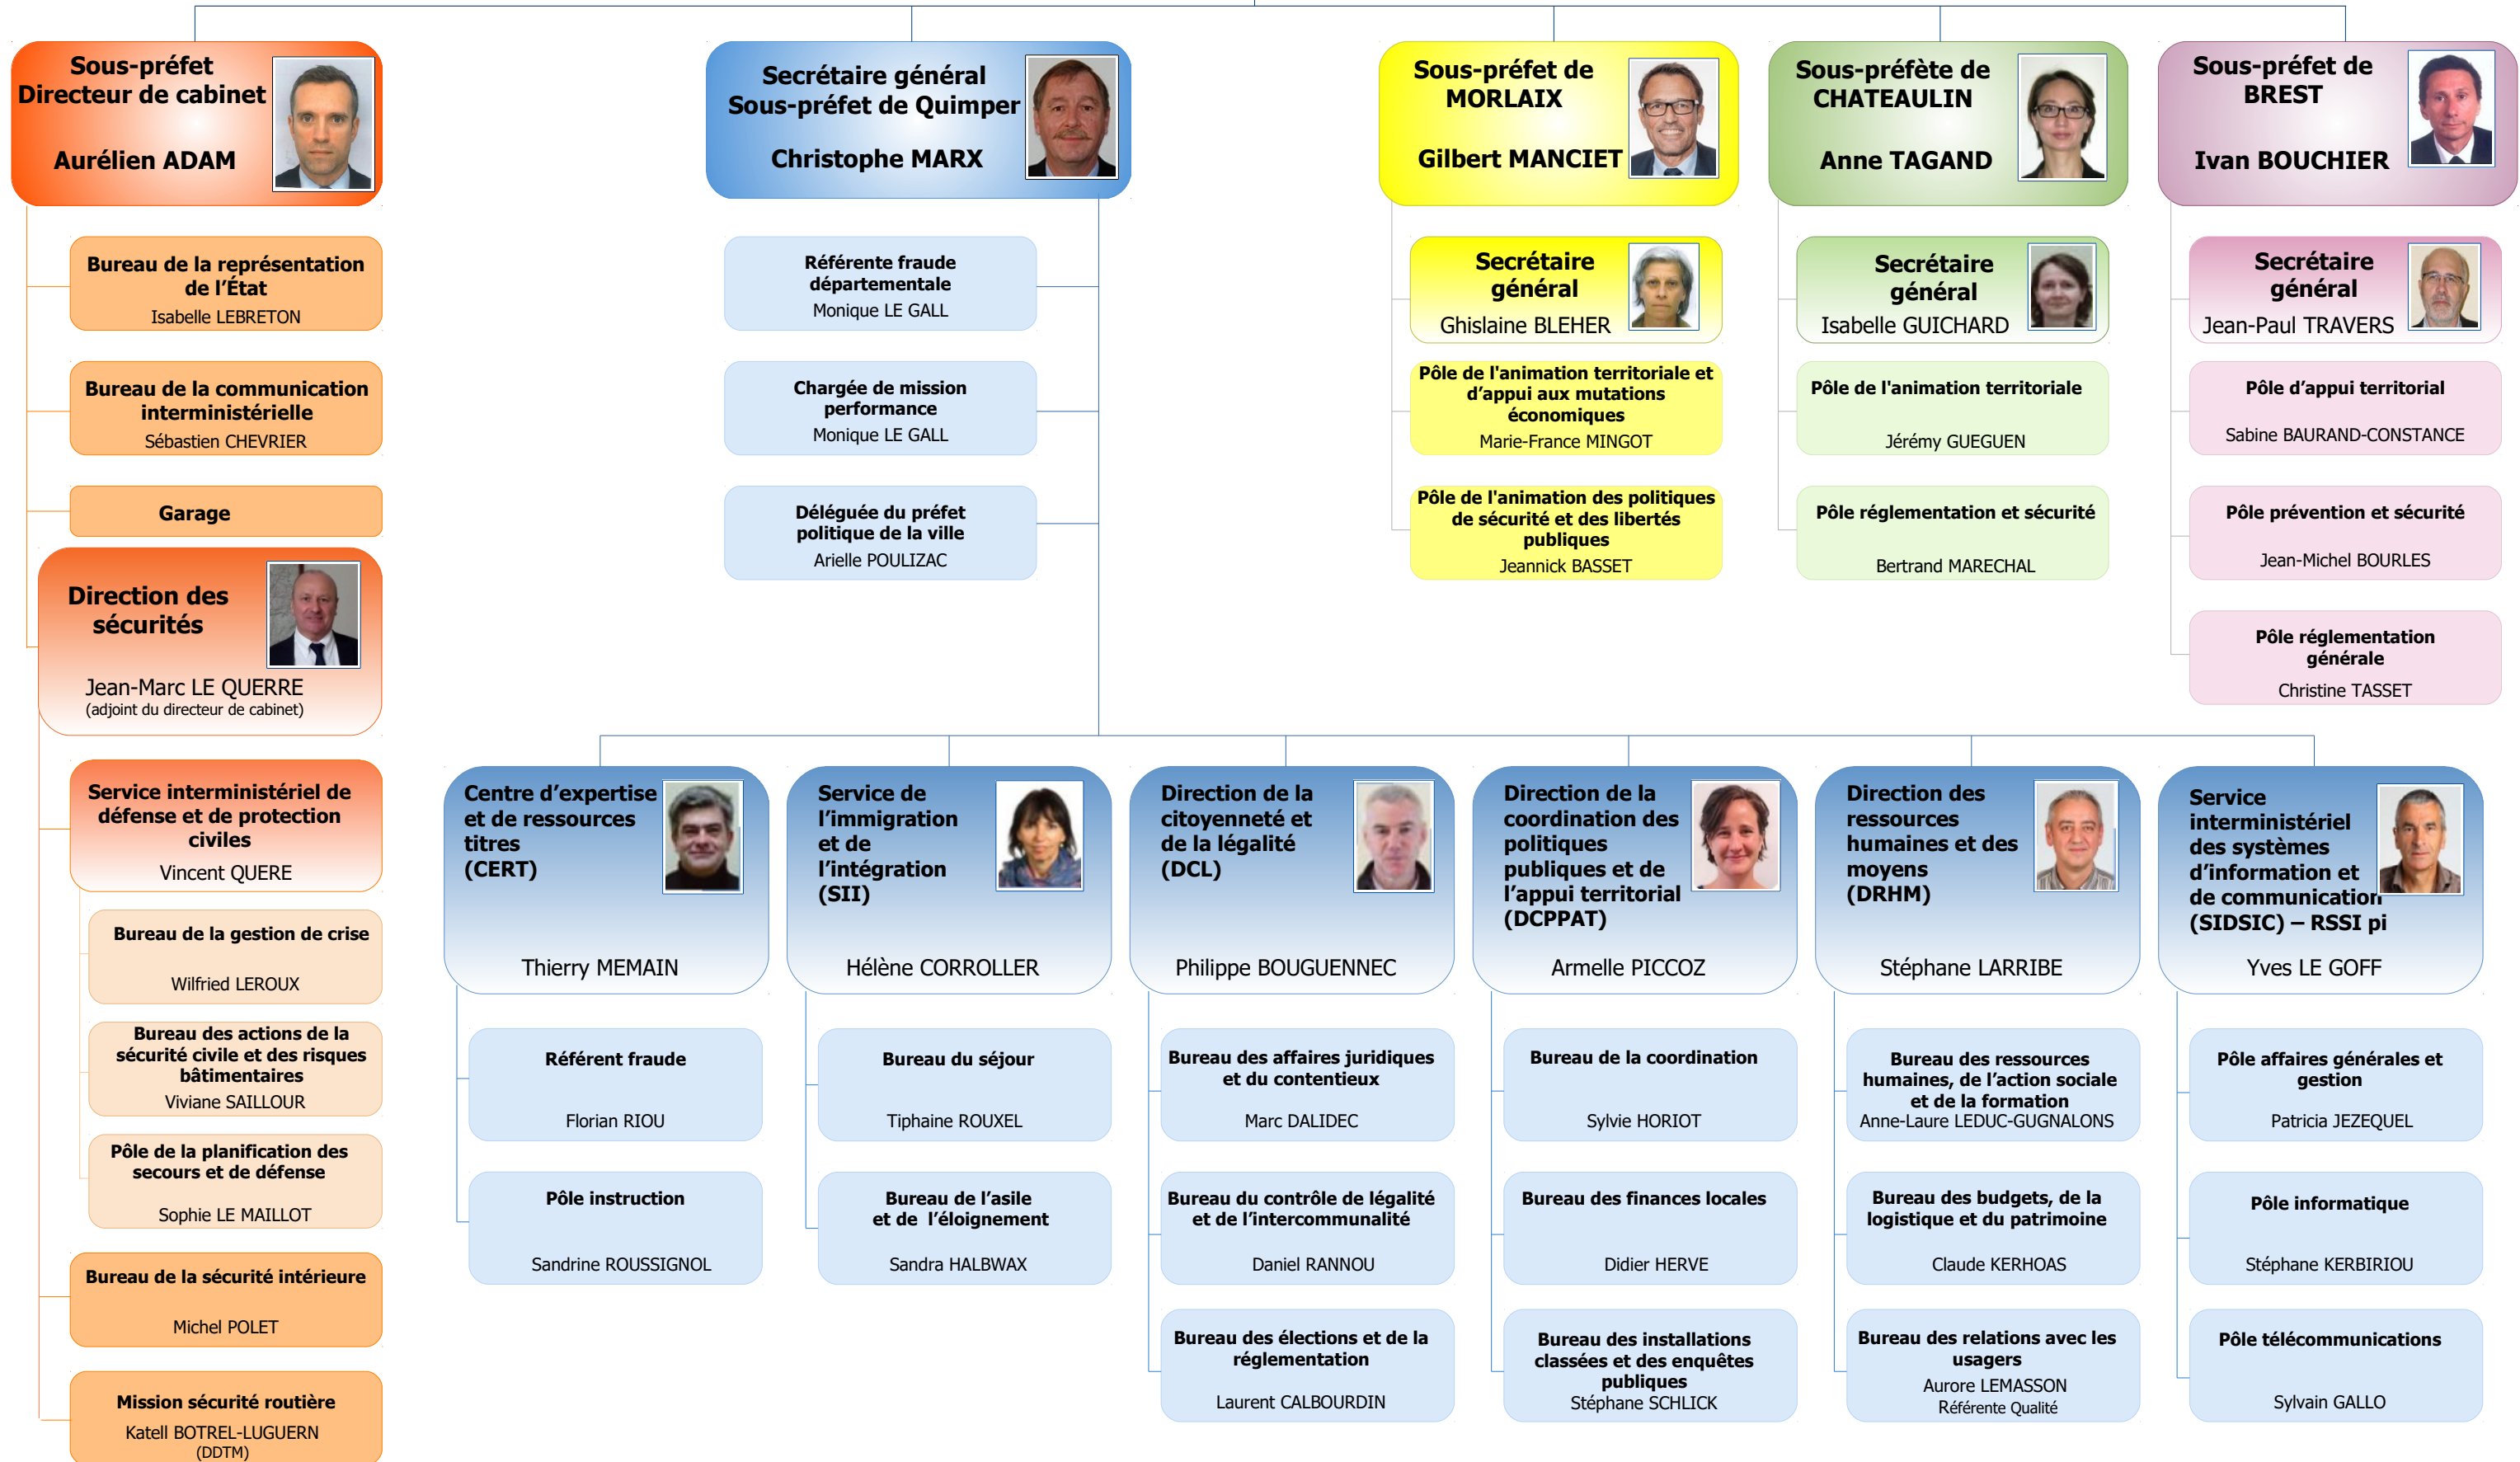 Sous-préfet
Directeur de cabinet
Aurélien ADAM
Secrétaire général
Sous-préfet de Quimper
Christophe MARX
Sous-préfet de
MORLAIX
Gilbert MANCIET
Sous-préfète de
CHATEAULIN
Anne TAGAND
Sous-préfet de
BREST
Ivan BOUCHIER
Bureau de la représentation
de l'État
Isabelle LEBRETON
Bureau de la communication
interministérielle
Sébastien CHEVRIER
Garage
Direction des
sécurités
Jean-Marc LE QUERRE
(adjoint du directeur de cabinet)
Service interministériel de
défense et de protection
civiles
Vincent QUERE
Bureau de la gestion de crise
Wilfried LEROUX
Bureau des actions de la
sécurité civile et des risques
bâtimentaires
Viviane SAILLOUR
Pôle de la planification des
secours et de défense
Sophie LE MAILLOT
Bureau de la sécurité intérieure
Michel POLET
Mission sécurité routière
Katell BOTREL-LUGUERN
(DDTM)
Référente fraude
départementale
Monique LE GALL
Chargée de mission
performance
Monique LE GALL
Déléguée du préfet
politique de la ville
Arielle POULIZAC
Secrétaire
général
Ghislaine BLEHER
Pôle de l'animation territoriale et
d'appui aux mutations
économiques
Marie-France MINGOT
Pôle de l'animation des politiques
de sécurité et des libertés
publiques
Jeannick BASSET
Secrétaire
général
Isabelle GUICHARD
Pôle de l'animation territoriale
Jérémy GUEGUEN
Pôle réglementation et sécurité
Bertrand MARECHAL
Secrétaire
général
Jean-Paul TRAVERS
Pôle d'appui territorial
Sabine BAURAND-CONSTANCE
Pôle prévention et sécurité
Jean-Michel BOURLES
Pôle réglementation
générale
Christine TASSET
Centre d'expertise
et de ressources
titres
(CERT)
Thierry MEMAIN
Référent fraude
Florian RIOU
Pôle instruction
Sandrine ROUSSIGNOL
Service de
l'immigration
et de
l'intégration
(SII)
Hélène CORROLLER
Bureau du séjour
Tiphaine ROUXEL
Bureau de l'asile
et de l'éloignement
Sandra HALBWAX
Direction de la
citoyenneté et
de la légalité
(DCL)
Philippe BOUGUENNEC
Bureau des affaires juridiques
et du contentieux
Marc DALIDEC
Bureau du contrôle de légalité
et de l'intercommunalité
Daniel RANNOU
Bureau des élections et de la
réglementation
Laurent CALBOURDIN
Direction de la
coordination des
politiques
publiques et de
l'appui territorial
(DCPPAT)
Armelle PICCOZ
Bureau de la coordination
Sylvie HORIOT
Bureau des finances locales
Didier HERVE
Bureau des installations
classées et des enquêtes
publiques
Stéphane SCHLICK
Direction des
ressources
humaines et des
moyens
(DRHM)
Stéphane LARRIBE
Bureau des ressources
humaines, de l'action sociale
et de la formation
Anne-Laure LEDUC-GUGNALONS
Bureau des budgets, de la
logistique et du patrimoine
Claude KERHOAS
Bureau des relations avec les
usagers
Aurore LEMASSON
Référente Qualité
Service
interministériel
des systèmes
d'information et
de communication
(SIDSIC) – RSSI pi
Yves LE GOFF
Pôle affaires générales et
gestion
Patricia JEZEQUEL
Pôle informatique
Stéphane KERBIRIOU
Pôle télécommunications
Sylvain GALLO